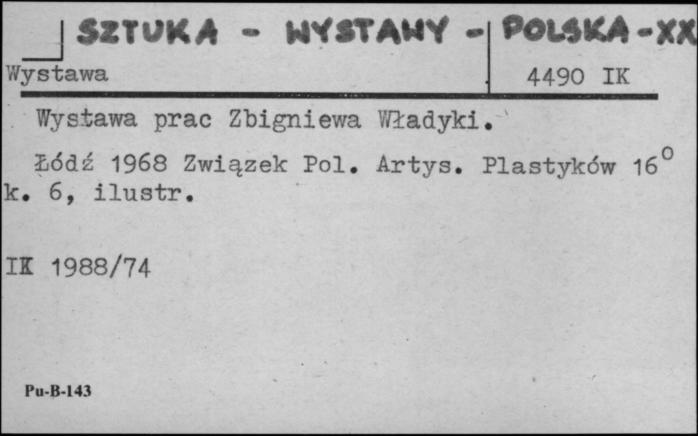 SZTUKA - WYSTAWY - POLSKA - XX
Wystawa 4490 IK
Wystawa prac Zbigniewa Władyki.
Łódź 1968 Związek Pol. Artys. Plastyków 16°
k. 6, ilustr.
IK 1988/74
Pu-B-143